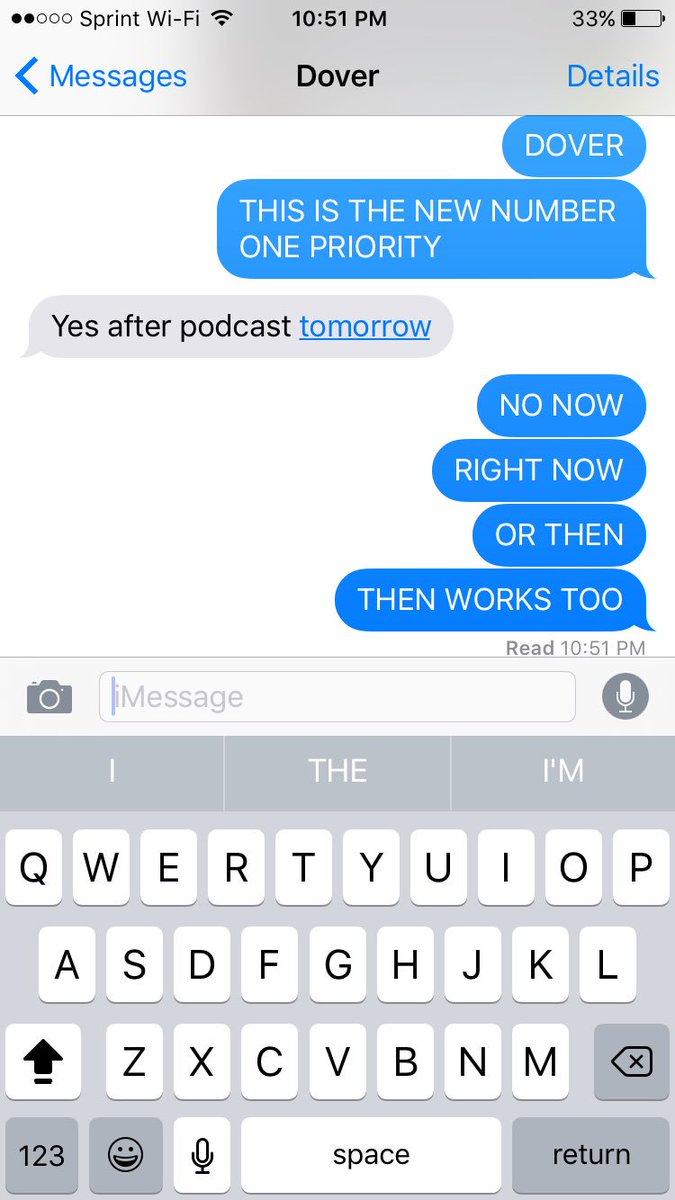 Sprint Wi-Fi 10:51 PM 33%
Messages Dover Details
DOVER
THIS IS THE NEW NUMBER
ONE PRIORITY
Yes after podcast tomorrow
NO NOW
RIGHT NOW
OR THEN
THEN WORKS TOO
Read 10:51 PM
iMessage
I THE I'M
Q W E R T Y U I O P
A S D F G H J K L
Z X C V B N M
123 space return